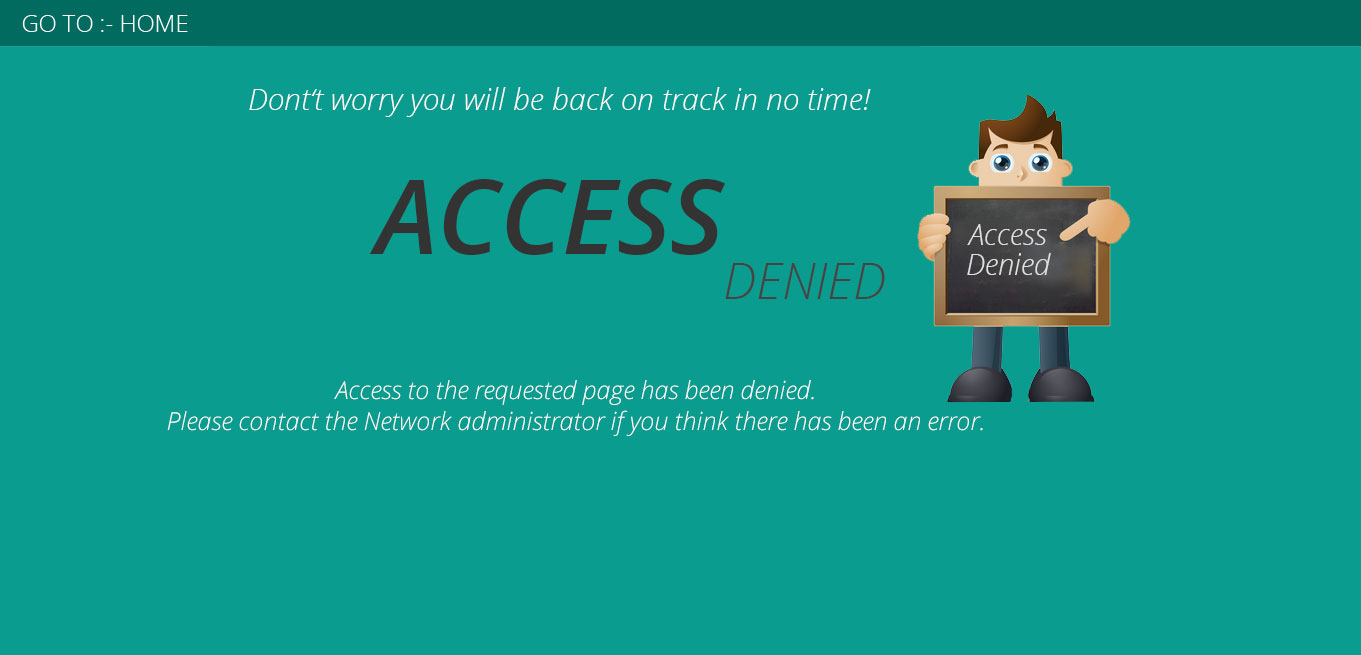 GO TO :- HOME
Dont't worry you will be back on track in no time!
ACCESS
DENIED
Access
Denied
Access to the requested page has been denied.
Please contact the Network administrator if you think there has been an error.